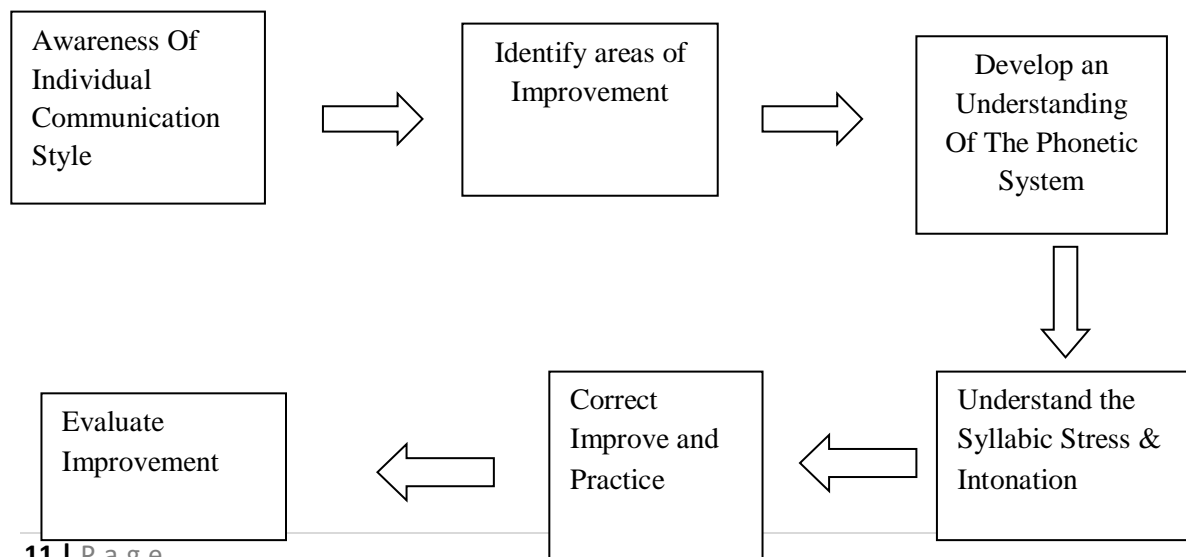 Awareness Of
Individual
Communication
Style
Identify areas of
Improvement
Develop an
Understanding
Of The Phonetic
System
Understand the
Syllabic Stress &
Intonation
Correct
Improve and
Practice
Evaluate
Improvement
11 | P a g e